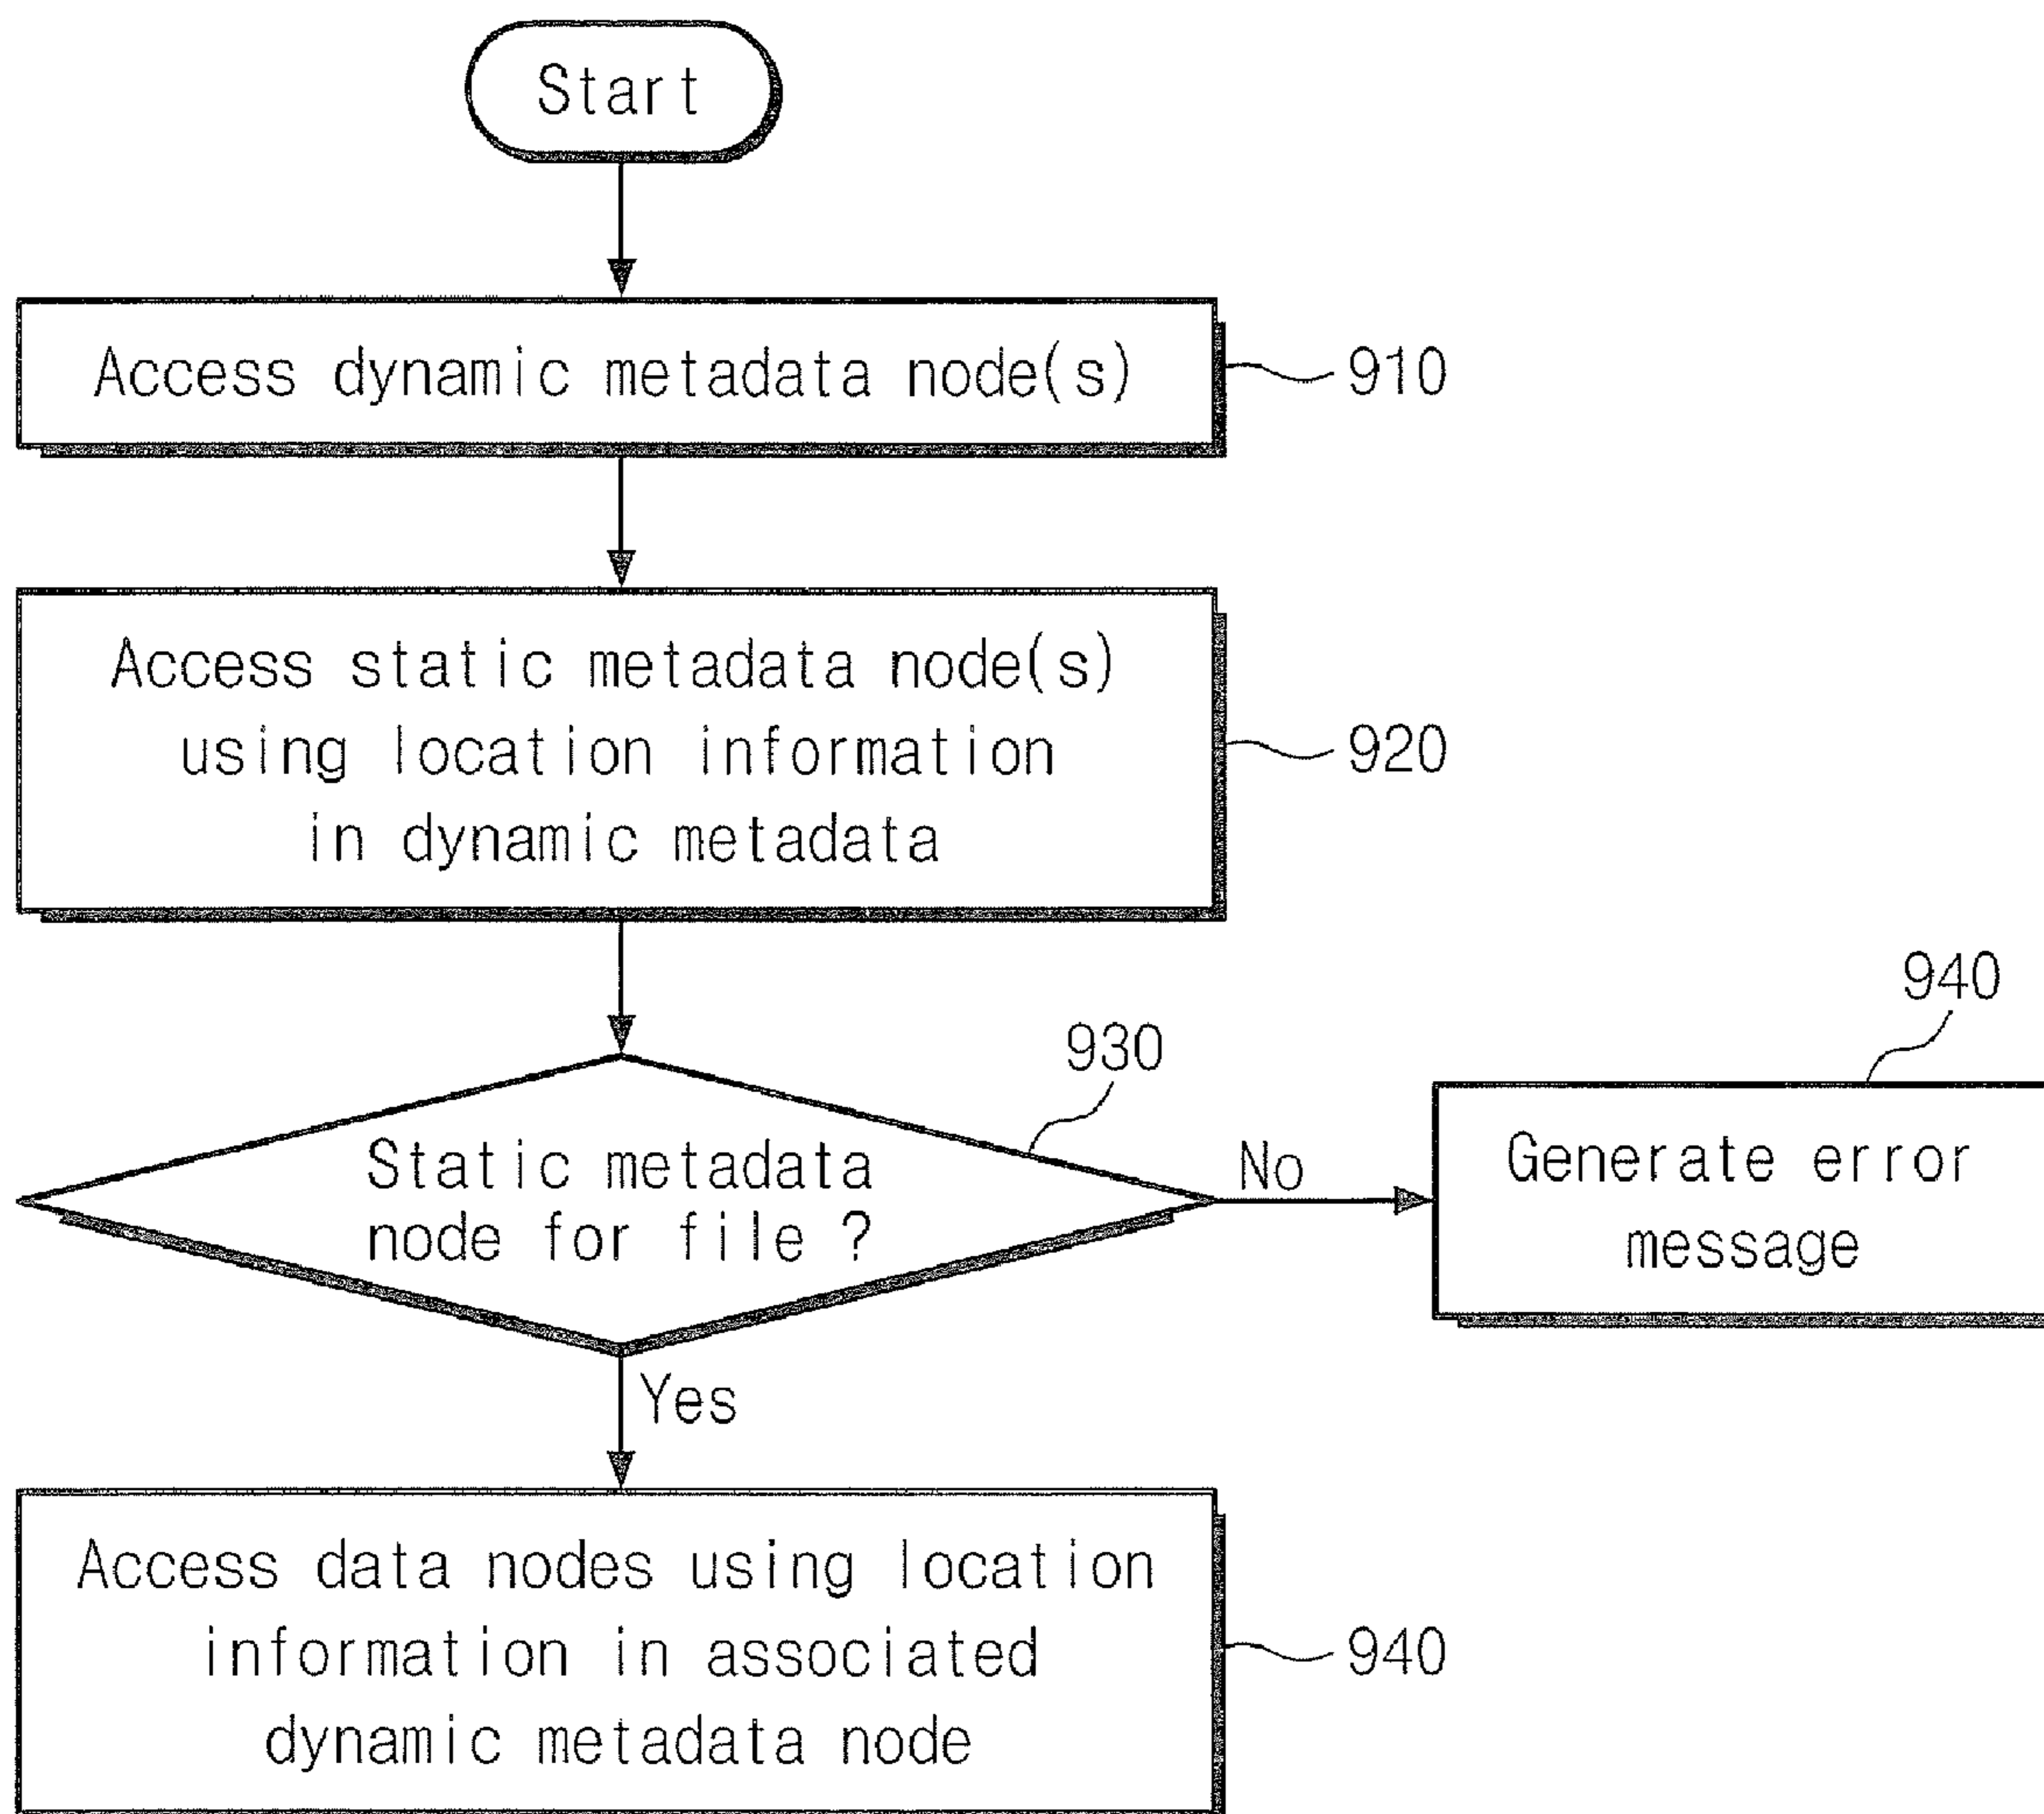 Start
Access dynamic metadata node(s)
910
Access static metadata node(s)
using location information
in dynamic metadata
920
930
Static metadata
node for file ?
No
940
Generate error
message
Yes
Access data nodes using location
information in associated
dynamic metadata node
940